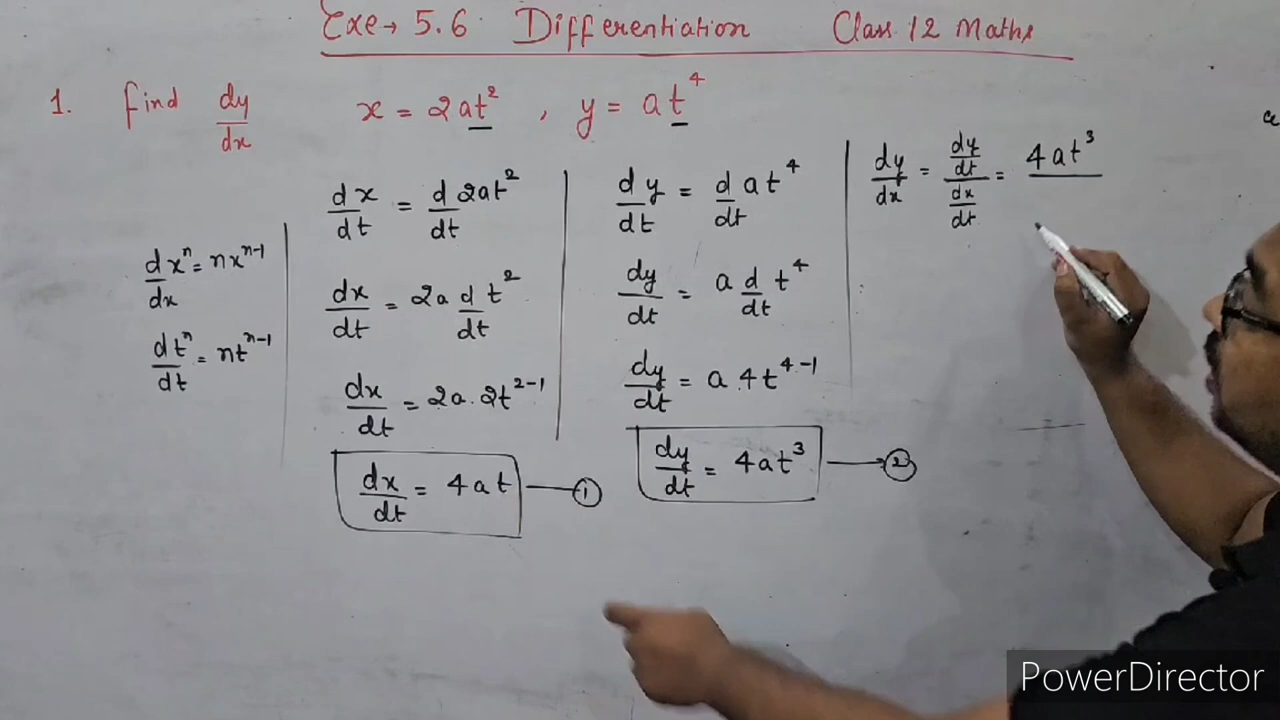 Exe→ 5.6 Differentiation Class 12 Maths
1. Find dy/dx x = 2at² , y = at⁴
d/dx xⁿ = nxⁿ⁻¹
d/dt tⁿ = ntⁿ⁻¹
dx/dt = d/dt 2at²
dx/dt = 2a d/dt t²
dx/dt = 2a . 2t²⁻¹
dx/dt = 4at —①
dy/dt = d/dt at⁴
dy/dt = a d/dt t⁴
dy/dt = a . 4t⁴⁻¹
dy/dt = 4at³ →②
dy/dx = dy/dt / dx/dt = 4at³
PowerDirector